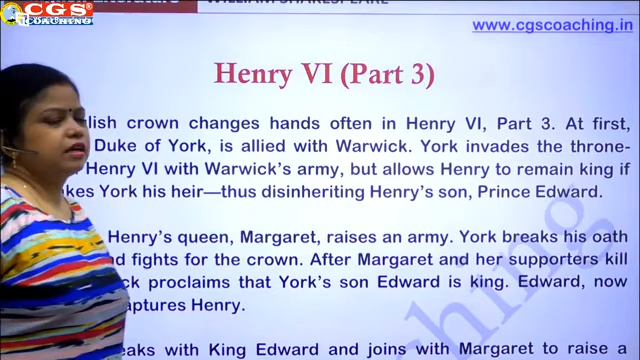 CGS
COACHING
WILLIAM SHAKESPEARE
www.cgscoaching.in
Henry VI (Part 3)
lish crown changes hands often in Henry VI, Part 3. At first,
Duke of York, is allied with Warwick. York invades the throne-
Henry VI with Warwick's army, but allows Henry to remain king if
kes York his heir—thus disinheriting Henry's son, Prince Edward.
Henry's queen, Margaret, raises an army. York breaks his oath
nd fights for the crown. After Margaret and her supporters kill
ck proclaims that York's son Edward is king. Edward, now
aptures Henry.
eaks with King Edward and joins with Margaret to raise a
ching